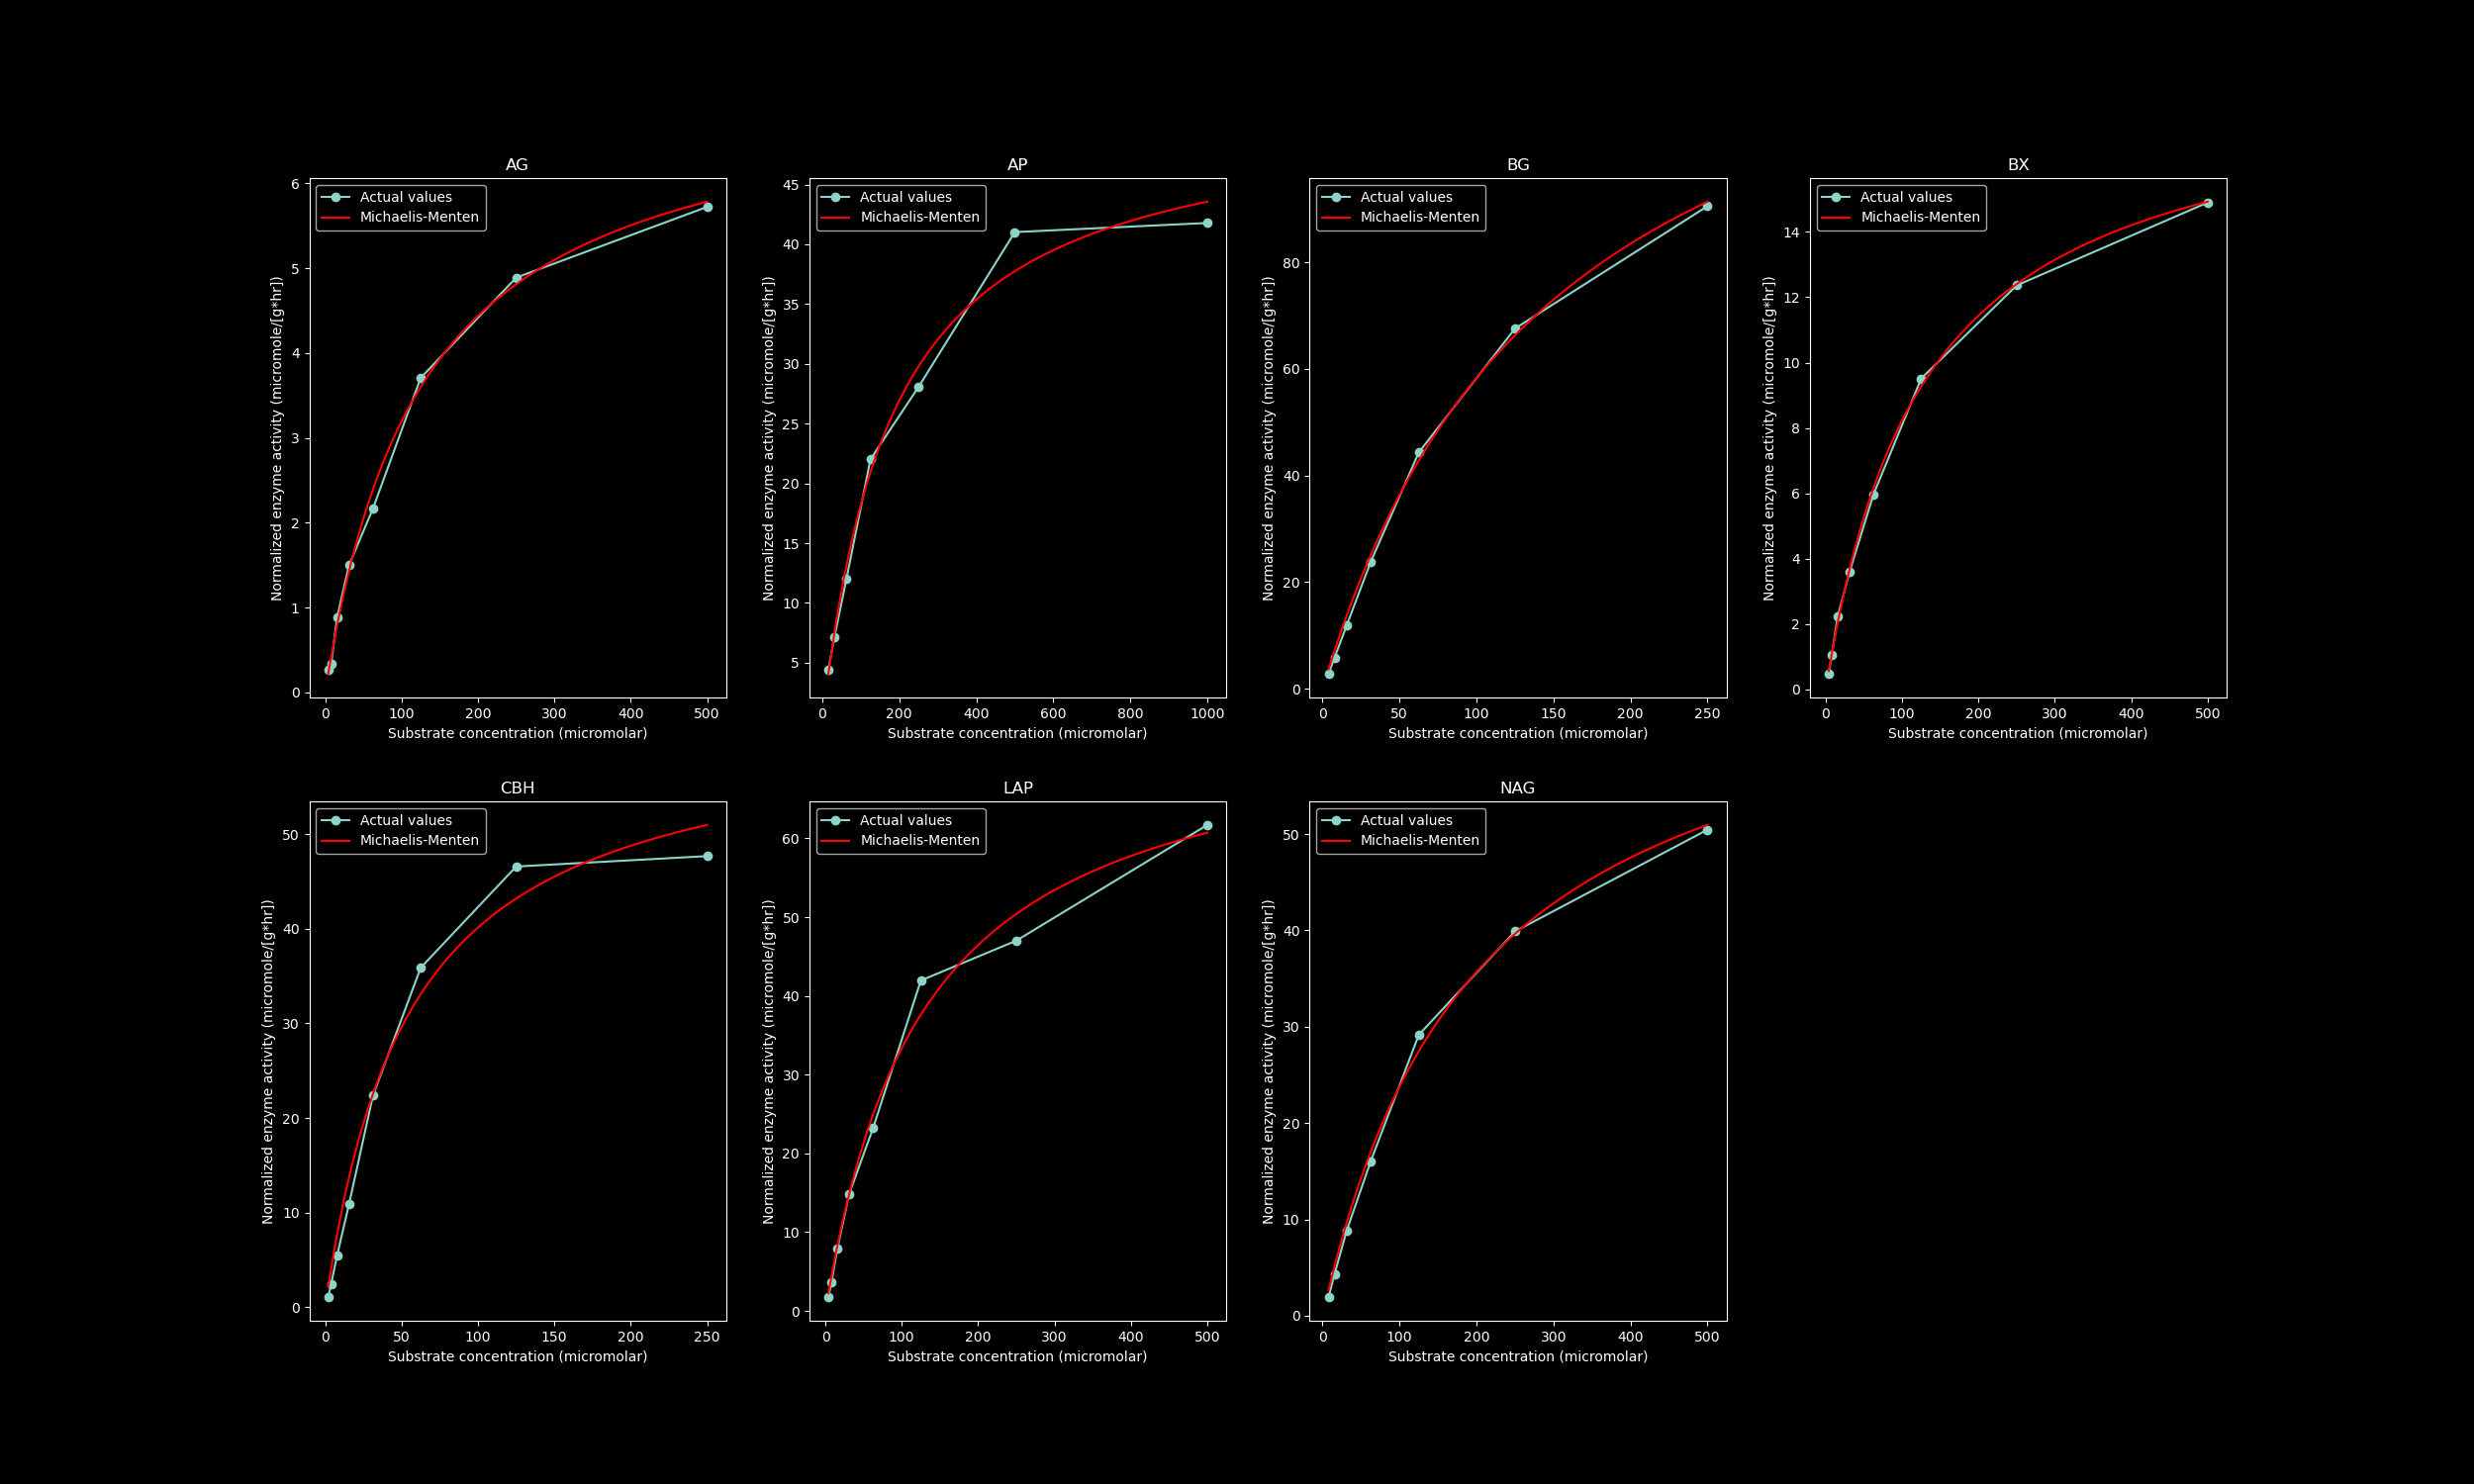 AG
Normalized enzyme activity (micromole/[g*hr])
6
5
4
3
2
1
0
Actual values
Michaelis-Menten
0 100 200 300 400 500
Substrate concentration (micromolar)
AP
Normalized enzyme activity (micromole/[g*hr])
45
40
35
30
25
20
15
10
5
Actual values
Michaelis-Menten
0 200 400 600 800 1000
Substrate concentration (micromolar)
BG
Normalized enzyme activity (micromole/[g*hr])
80
60
40
20
0
Actual values
Michaelis-Menten
0 50 100 150 200 250
Substrate concentration (micromolar)
BX
Normalized enzyme activity (micromole/[g*hr])
14
12
10
8
6
4
2
0
Actual values
Michaelis-Menten
0 100 200 300 400 500
Substrate concentration (micromolar)
CBH
Normalized enzyme activity (micromole/[g*hr])
50
40
30
20
10
0
Actual values
Michaelis-Menten
0 50 100 150 200 250
Substrate concentration (micromolar)
LAP
Normalized enzyme activity (micromole/[g*hr])
60
50
40
30
20
10
0
Actual values
Michaelis-Menten
0 100 200 300 400 500
Substrate concentration (micromolar)
NAG
Normalized enzyme activity (micromole/[g*hr])
50
40
30
20
10
0
Actual values
Michaelis-Menten
0 100 200 300 400 500
Substrate concentration (micromolar)